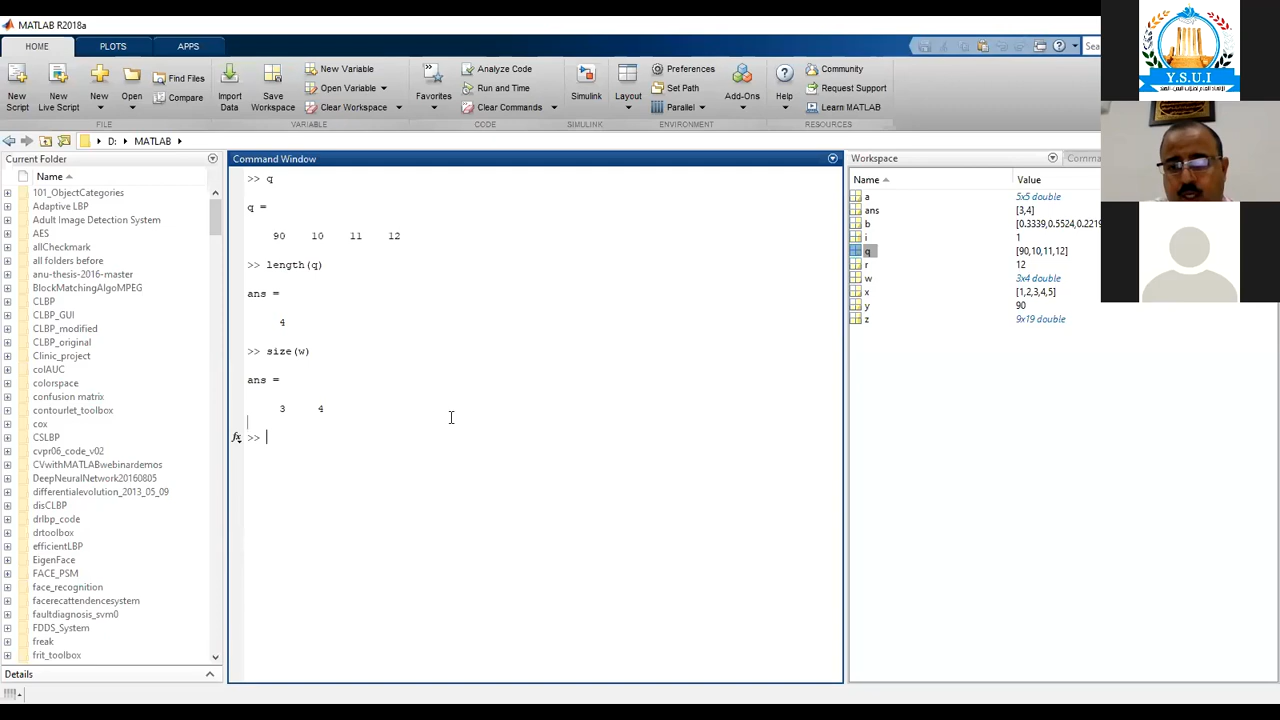 MATLAB R2018a
HOME PLOTS APPS
New Script
New Live Script
New
Open
Find Files
Compare
FILE
Import Data
Save Workspace
New Variable
Open Variable
Clear Workspace
VARIABLE
Favorites
Analyze Code
Run and Time
Clear Commands
CODE
Simulink
SIMULINK
Layout
Preferences
Set Path
Parallel
Add-Ons
ENVIRONMENT
Help
Community
Request Support
Learn MATLAB
RESOURCES
Y.S.U.I
D: MATLAB
Current Folder
Name
101_ObjectCategories
Adaptive LBP
Adult Image Detection System
AES
allCheckmark
all folders before
anu-thesis-2016-master
BlockMatchingAlgoMPEG
CLBP
CLBP_GUI
CLBP_modified
CLBP_original
Clinic_project
colAUC
colorspace
confusion matrix
contourlet_toolbox
cox
CSLBP
cvpr06_code_v02
CVwithMATLABwebinardemos
DeepNeuralNetwork20160805
differentialevolution_2013_05_09
disCLBP
drlbp_code
drtoolbox
efficientLBP
EigenFace
FACE_PSM
face_recognition
facerecattendencesystem
faultdiagnosis_svm0
FDDS_System
freak
frit_toolbox
Details
Command Window
>> q
q =
90 10 11 12
>> length(q)
ans =
4
>> size(w)
ans =
3 4
fx >>
Workspace
Name Value
a 5x5 double
ans [3,4]
b [0.3339,0.5524,0.2219
i 1
q [90,10,11,12]
r 12
w 3x4 double
x [1,2,3,4,5]
y 90
z 9x19 double